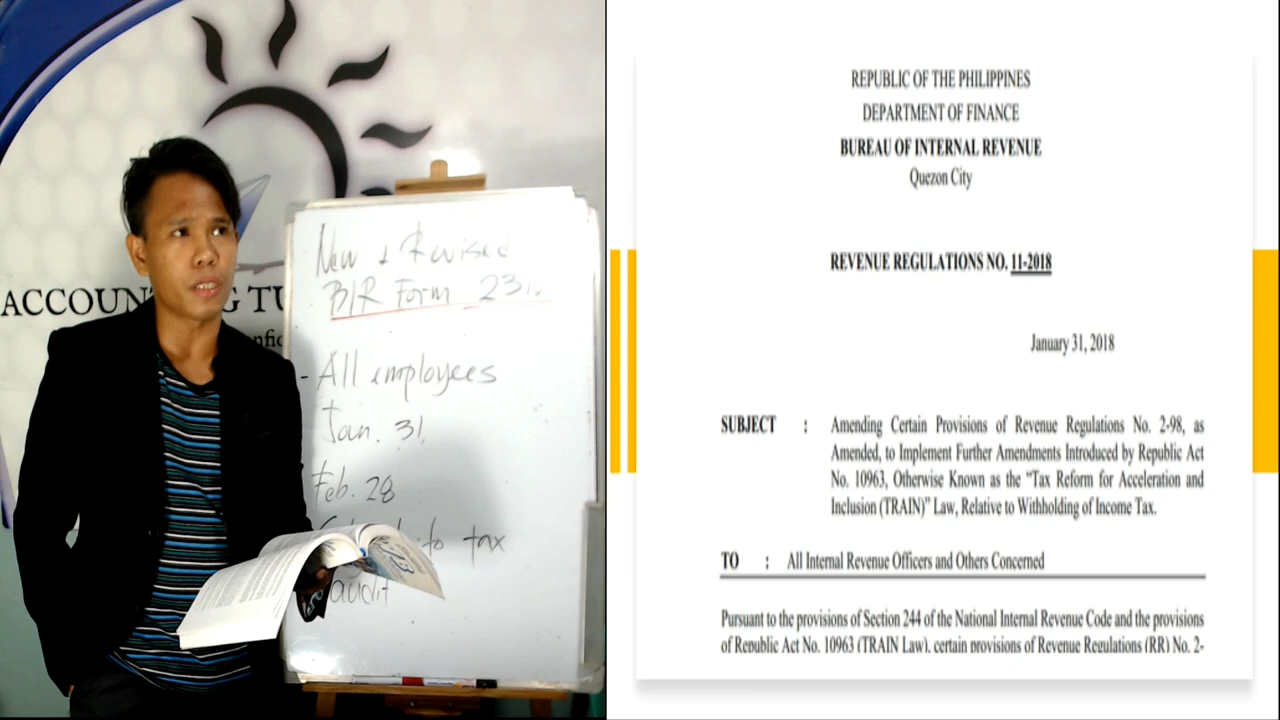 ACCOUN G TU
nfic
New & Revised
BIR Form 2316
- All employees
Jan. 31,
Feb. 28
to tax
audit
REPUBLIC OF THE PHILIPPINES
DEPARTMENT OF FINANCE
BUREAU OF INTERNAL REVENUE
Quezon City
REVENUE REGULATIONS NO. 11-2018
January 31, 2018
SUBJECT : Amending Certain Provisions of Revenue Regulations No. 2-98, as
Amended, to Implement Further Amendments Introduced by Republic Act
No. 10963, Otherwise Known as the “Tax Reform for Acceleration and
Inclusion (TRAIN)” Law, Relative to Withholding of Income Tax.
TO : All Internal Revenue Officers and Others Concerned
Pursuant to the provisions of Section 244 of the National Internal Revenue Code and the provisions
of Republic Act No. 10963 (TRAIN Law), certain provisions of Revenue Regulations (RR) No. 2-